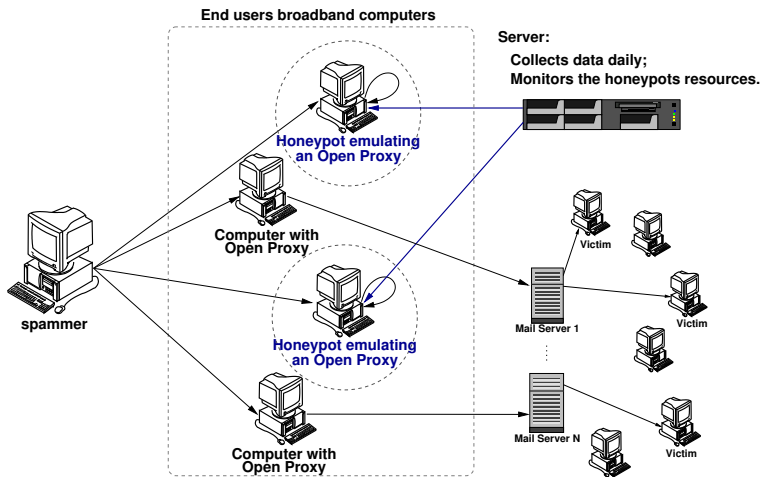 End users broadband computers
Server:
Collects data daily;
Monitors the honeypots resources.
Honeypot emulating
an Open Proxy
Computer with
Open Proxy
spammer
Honeypot emulating
an Open Proxy
Computer with
Open Proxy
Victim
Mail Server 1
Victim
Mail Server N
Victim